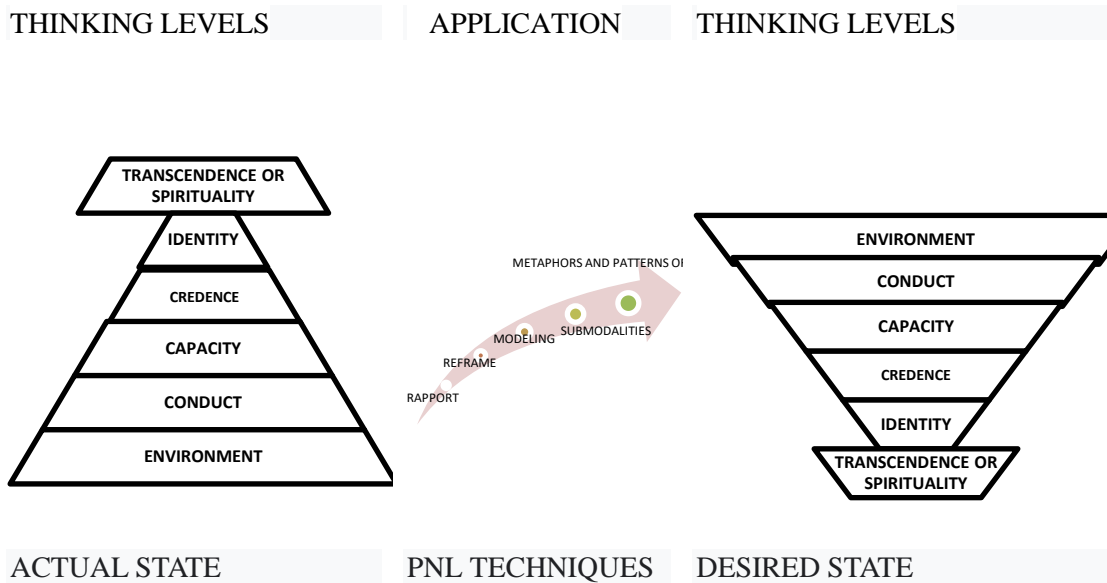 THINKING LEVELS
APPLICATION
THINKING LEVELS
TRANSCENDENCE OR
SPIRITUALITY
IDENTITY
CREDENCE
CAPACITY
CONDUCT
ENVIRONMENT
METAPHORS AND PATTERNS
SUBMODALITIES
MODELING
REFRAME
RAPPORT
ENVIRONMENT
CONDUCT
CAPACITY
CREDENCE
IDENTITY
TRANSCENDENCE OR
SPIRITUALITY
ACTUAL STATE
PNL TECHNIQUES
DESIRED STATE